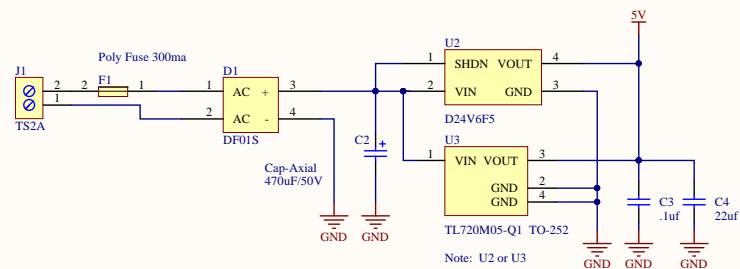 5V
U2
Poly Fuse 300ma
1 SHDN VOUT 4
J1
F1
D1
2 2 1 1 AC + 3
2 VIN GND 3
1
2 AC - 4
TS2A
DF01S
D24V6F5
U3
C2 +
1 VIN VOUT 3
Cap-Axial
470uF/50V
GND 2
GND 4
C3
.1uf
C4
22uf
TL720M05-Q1 TO-252
GND
GND
Note: U2 or U3
GND
GND
GND